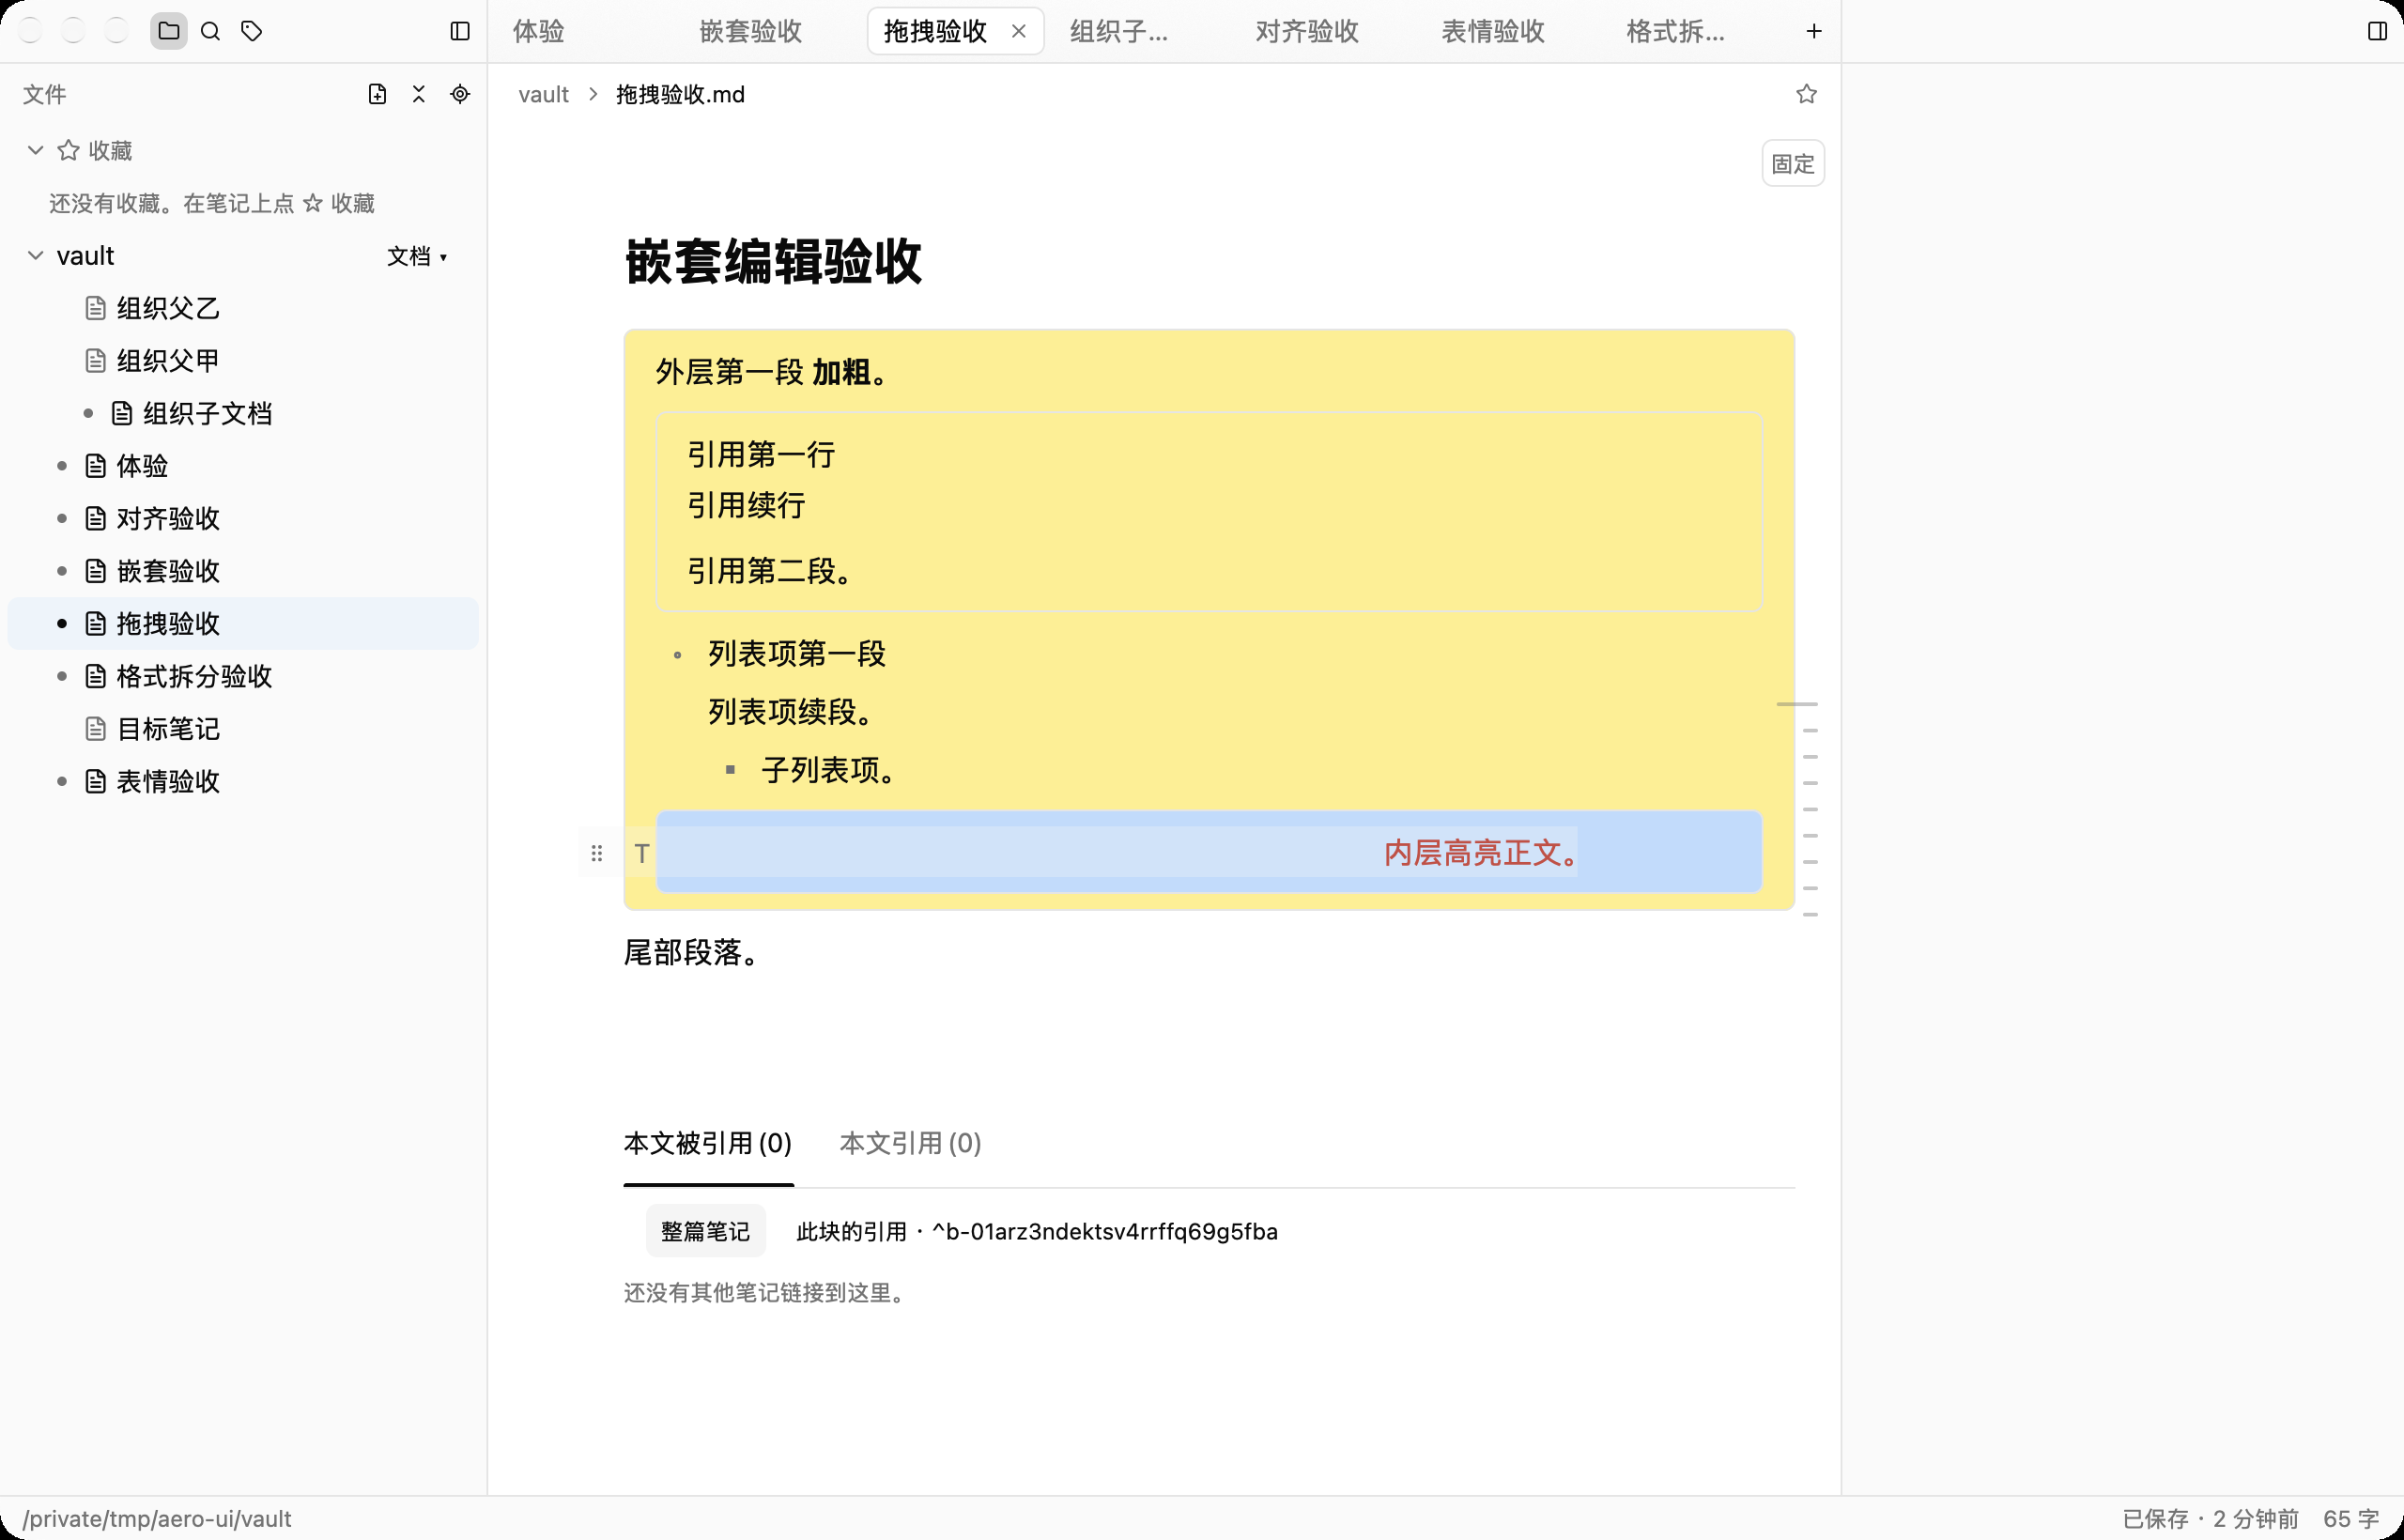 体验 嵌套验收 拖拽验收 组织子... 对齐验收 表情验收 格式拆...
文件
收藏
还没有收藏。在笔记上点 ☆ 收藏
vault 文档
组织父乙
组织父甲
组织子文档
体验
对齐验收
嵌套验收
拖拽验收
格式拆分验收
目标笔记
表情验收
vault > 拖拽验收.md
固定
嵌套编辑验收
外层第一段 加粗。
引用第一行
引用续行
引用第二段。
列表项第一段
列表项续段。
子列表项。
T 内层高亮正文。
尾部段落。
本文被引用 (0) 本文引用 (0)
整篇笔记 此块的引用 · ^b-01arz3ndektsv4rrffq69g5fba
还没有其他笔记链接到这里。
/private/tmp/aero-ui/vault
已保存 · 2 分钟前 65 字